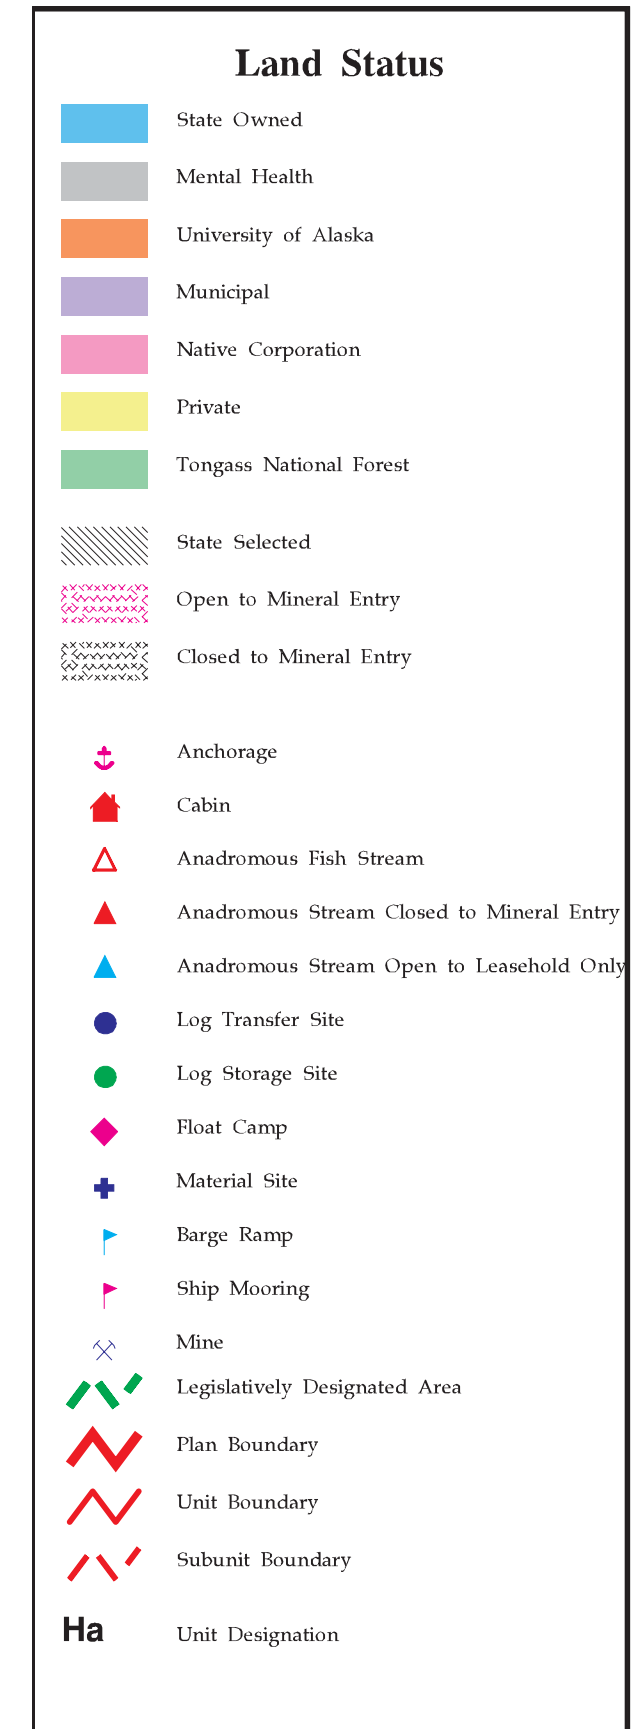 Land Status
State Owned
Mental Health
University of Alaska
Municipal
Native Corporation
Private
Tongass National Forest
State Selected
Open to Mineral Entry
Closed to Mineral Entry
Anchorage
Cabin
Anadromous Fish Stream
Anadromous Stream Closed to Mineral Entry
Anadromous Stream Open to Leasehold Only
Log Transfer Site
Log Storage Site
Float Camp
Material Site
Barge Ramp
Ship Mooring
Mine
Legislatively Designated Area
Plan Boundary
Unit Boundary
Subunit Boundary
Ha Unit Designation